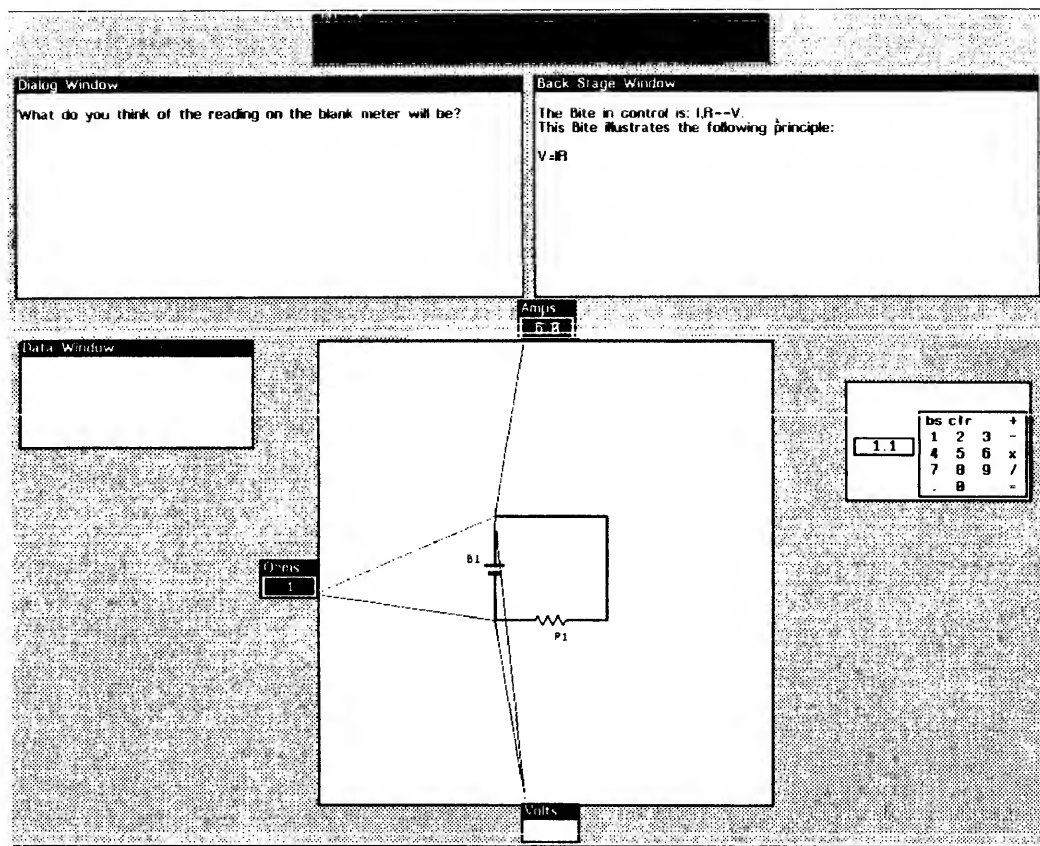 Dialog Window
What do you think of the reading on the blank meter will be?
Back Stage Window
The Bite in control is: I,R--V.
This Bite illustrates the following principle:
V=IR
Amps
Data Window
1.1
bs clr +
1 2 3 -
4 5 6 x
7 8 9 /
. 0 =
Ohms
1
B1
R1
Volts